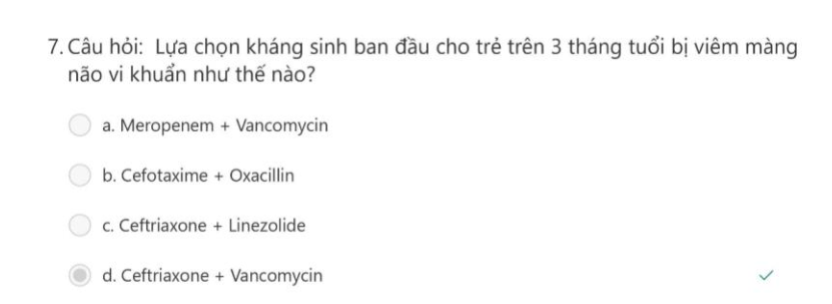 7. Câu hỏi: Lựa chọn kháng sinh ban đầu cho trẻ trên 3 tháng tuổi bị viêm màng
não vi khuẩn như thế nào?
a. Meropenem + Vancomycin
b. Cefotaxime + Oxacillin
c. Ceftriaxone + Linezolide
d. Ceftriaxone + Vancomycin